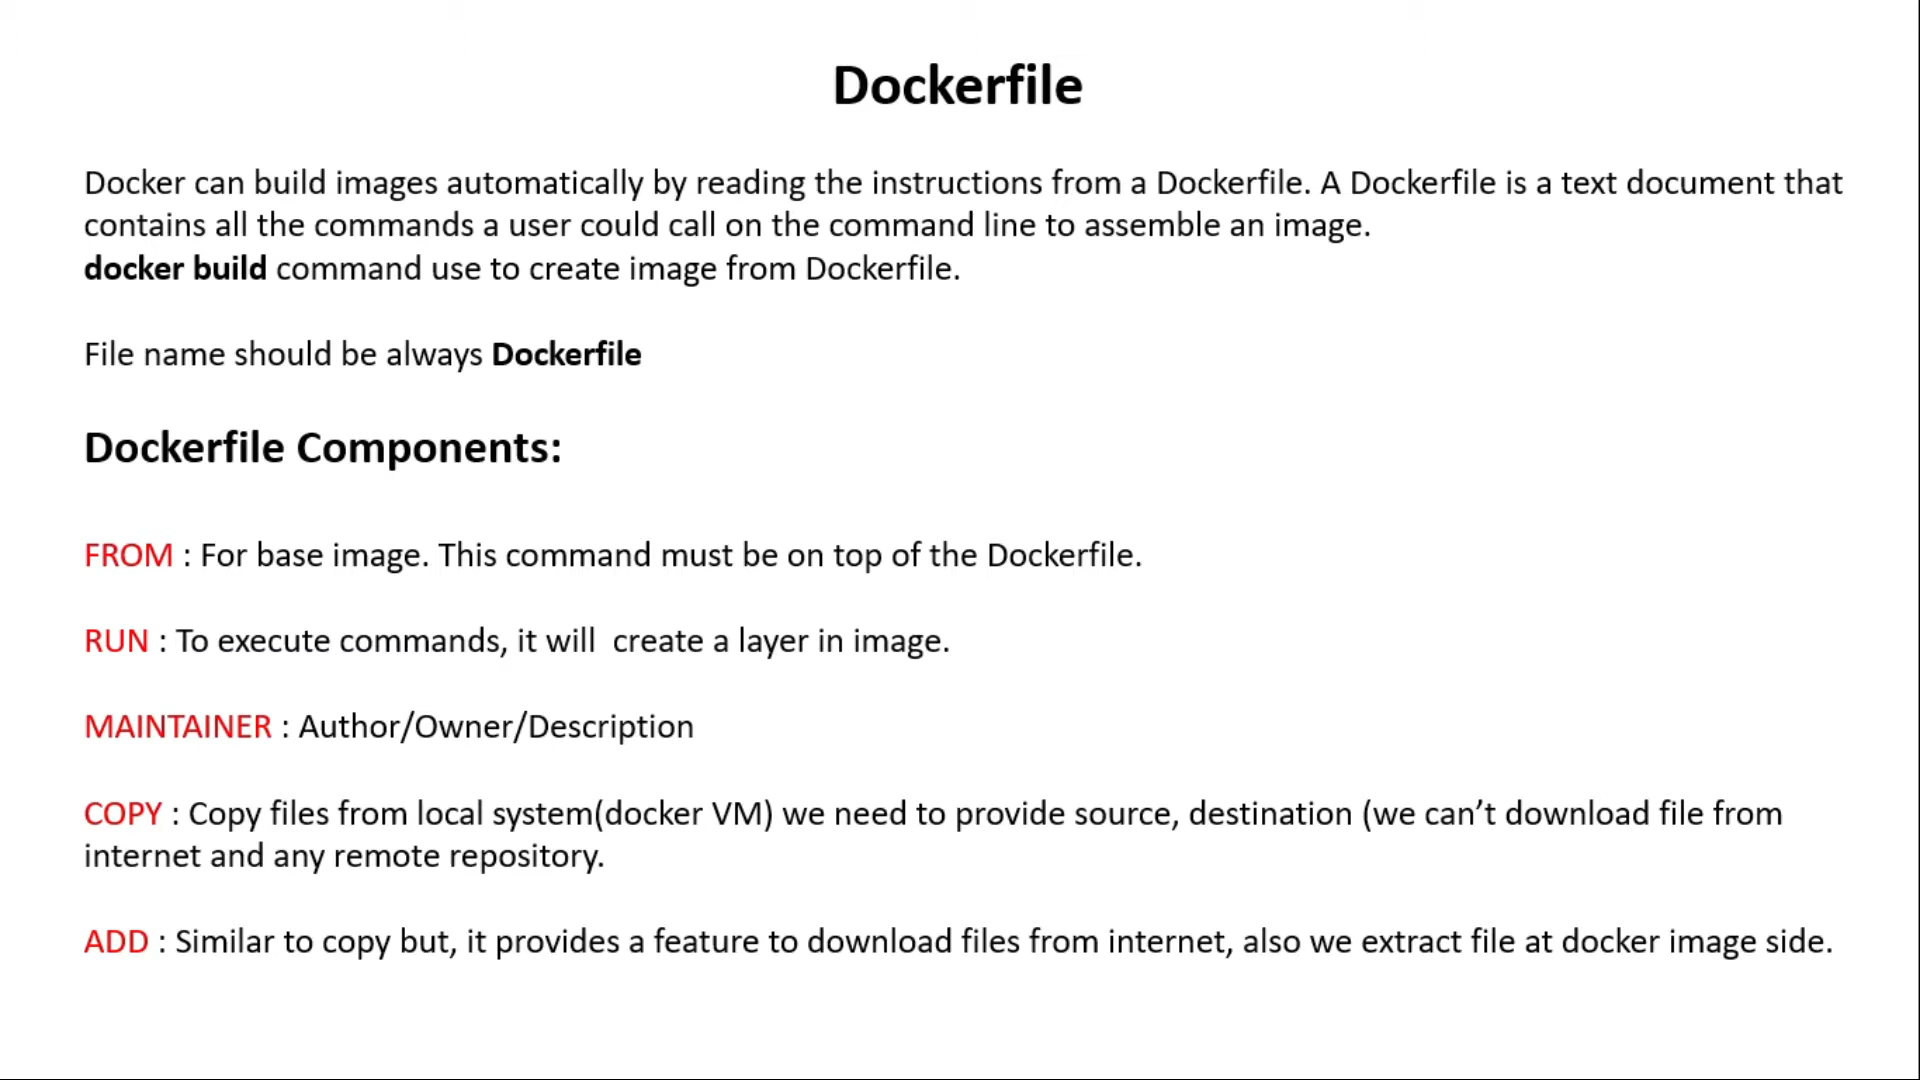 Dockerfile
Docker can build images automatically by reading the instructions from a Dockerfile. A Dockerfile is a text document that
contains all the commands a user could call on the command line to assemble an image.
docker build command use to create image from Dockerfile.
File name should be always Dockerfile
Dockerfile Components:
FROM : For base image. This command must be on top of the Dockerfile.
RUN : To execute commands, it will  create a layer in image.
MAINTAINER : Author/Owner/Description
COPY : Copy files from local system(docker VM) we need to provide source, destination (we can’t download file from
internet and any remote repository.
ADD : Similar to copy but, it provides a feature to download files from internet, also we extract file at docker image side.